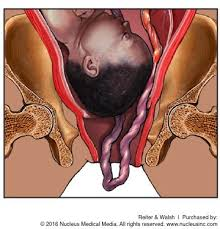 Reiter & Walsh | Purchased by:
© 2016 Nucleus Medical Media. All rights reserved. www.nucleusinc.com